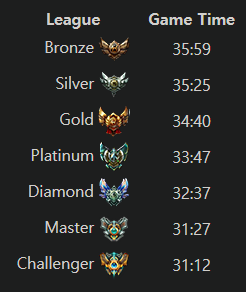 League Game Time
Bronze 35:59
Silver 35:25
Gold 34:40
Platinum 33:47
Diamond 32:37
Master 31:27
Challenger 31:12